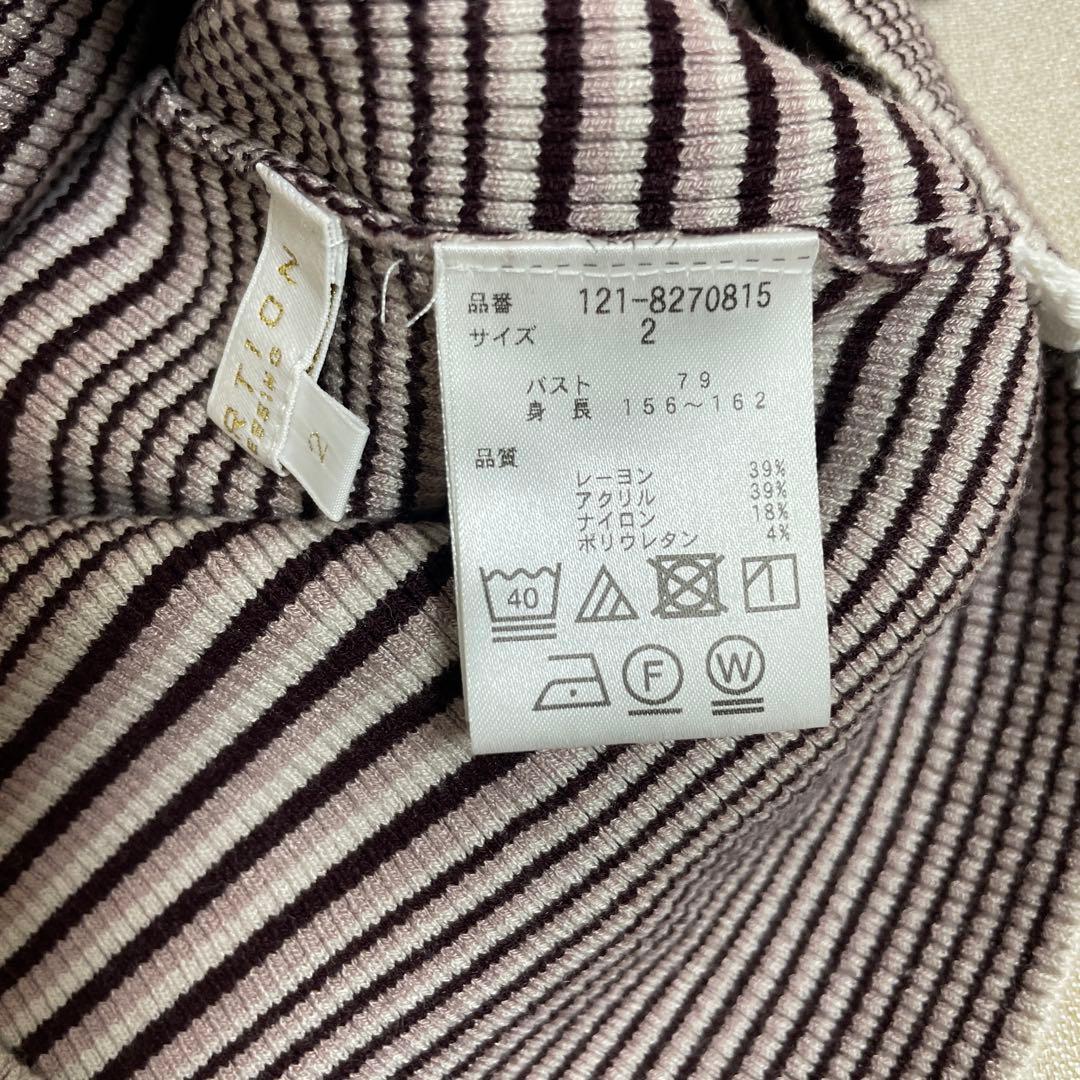 品番 121-8270815
サイズ 2
バスト 79
身長 156～162
品質
レーヨン 39%
アクリル 39%
ナイロン 18%
ポリウレタン 4%
40
F
W
RTION
2